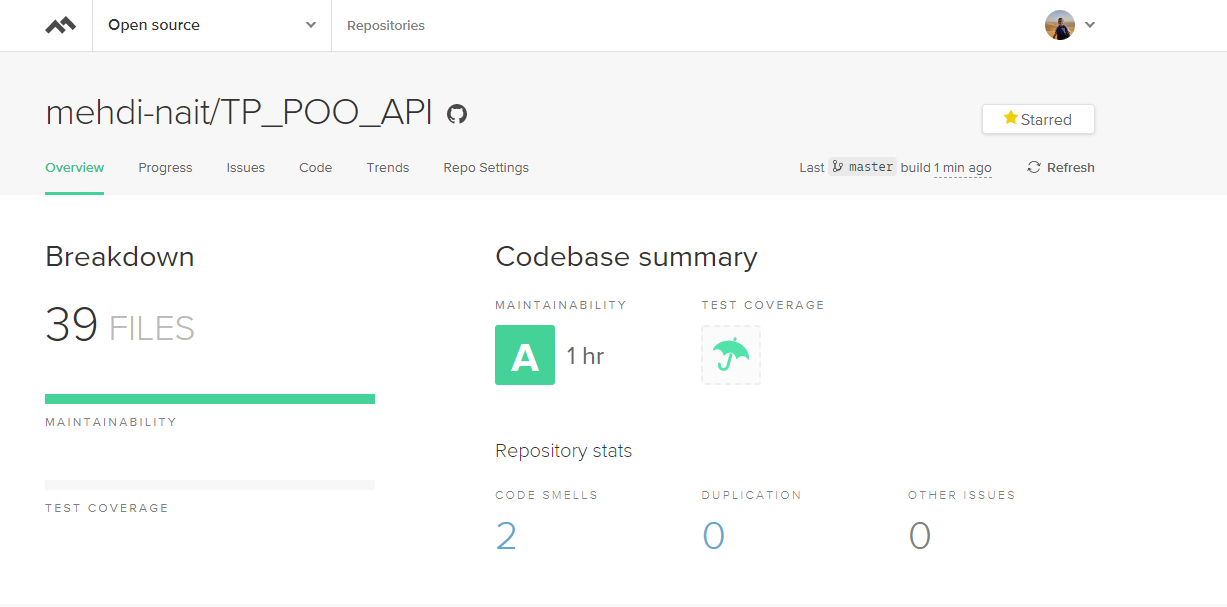 Open source
Repositories
mehdi-nait/TP_POO_API
Starred
Overview Progress Issues Code Trends Repo Settings
Last master build 1 min ago Refresh
Breakdown
39 FILES
MAINTAINABILITY
TEST COVERAGE
Codebase summary
MAINTAINABILITY TEST COVERAGE
A 1 hr
Repository stats
CODE SMELLS DUPLICATION OTHER ISSUES
2 0 0